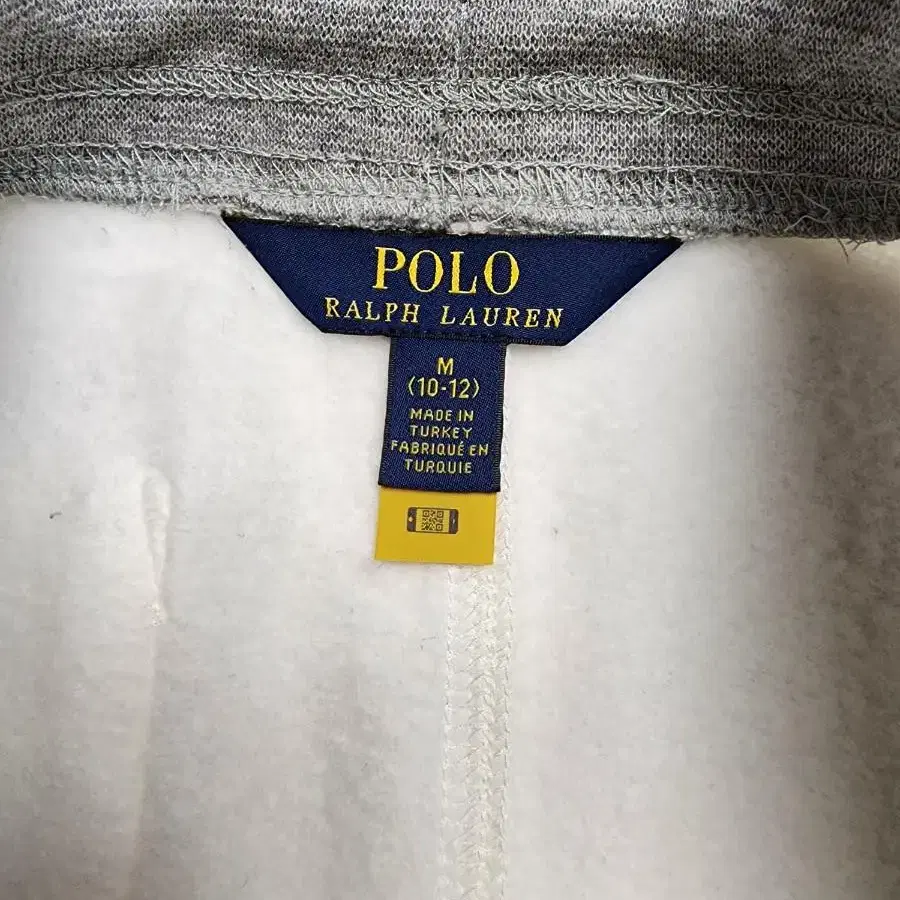 POLO
RALPH LAUREN
M
(10-12)
MADE IN
TURKEY
FABRIQUÉ EN
TURQUIE